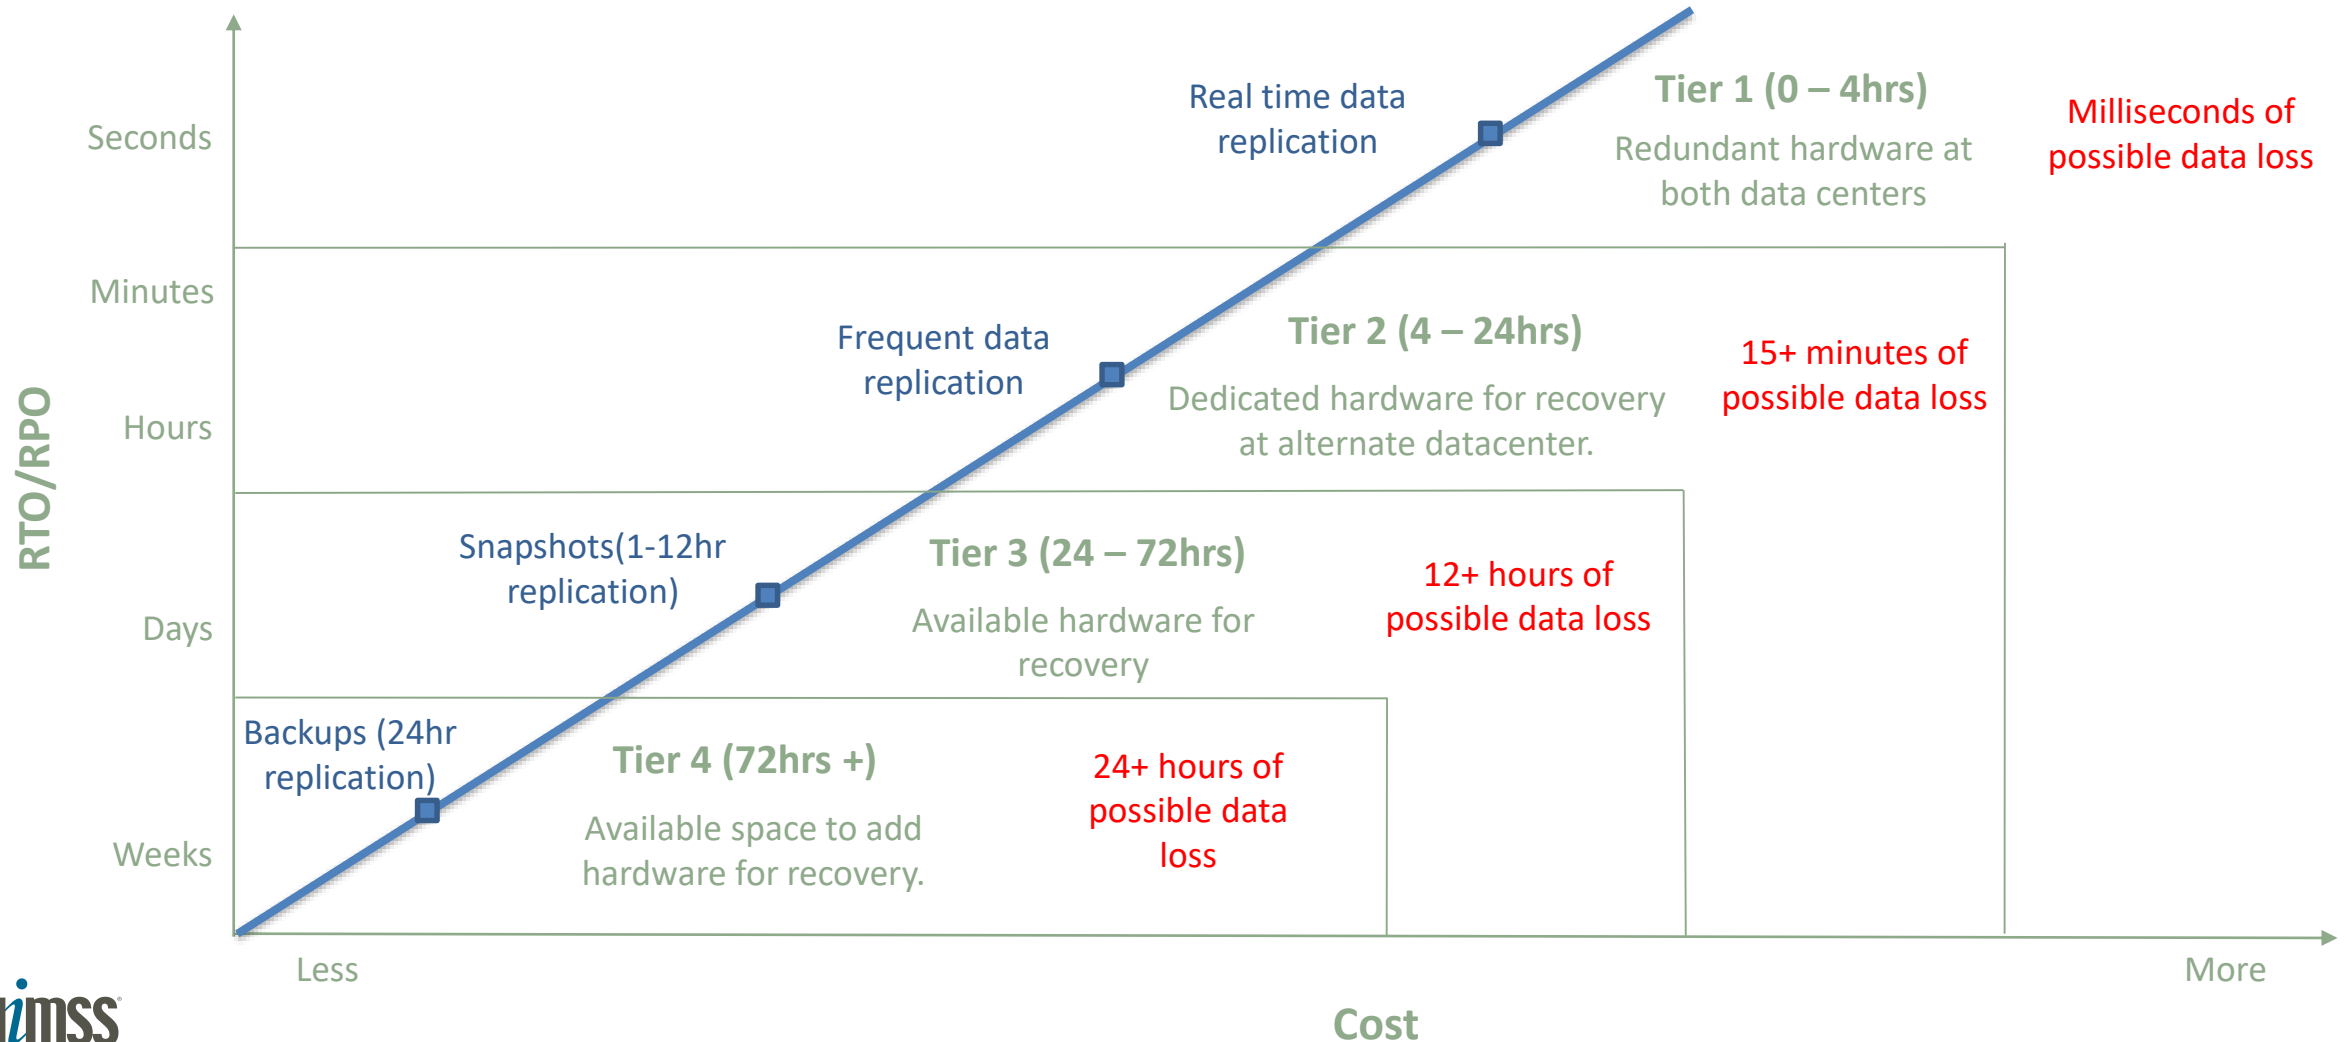 Real time data
replication
Tier 1 (0 – 4hrs)
Redundant hardware at
both data centers
Milliseconds of
possible data loss
Seconds
Minutes
Frequent data
replication
Tier 2 (4 – 24hrs)
Dedicated hardware for recovery
at alternate datacenter.
15+ minutes of
possible data loss
Hours
RTO/RPO
Snapshots(1-12hr
replication)
Tier 3 (24 – 72hrs)
Available hardware for
recovery
12+ hours of
possible data loss
Days
Backups (24hr
replication)
Tier 4 (72hrs +)
Available space to add
hardware for recovery.
24+ hours of
possible data
loss
Weeks
Less
More
Cost
imss